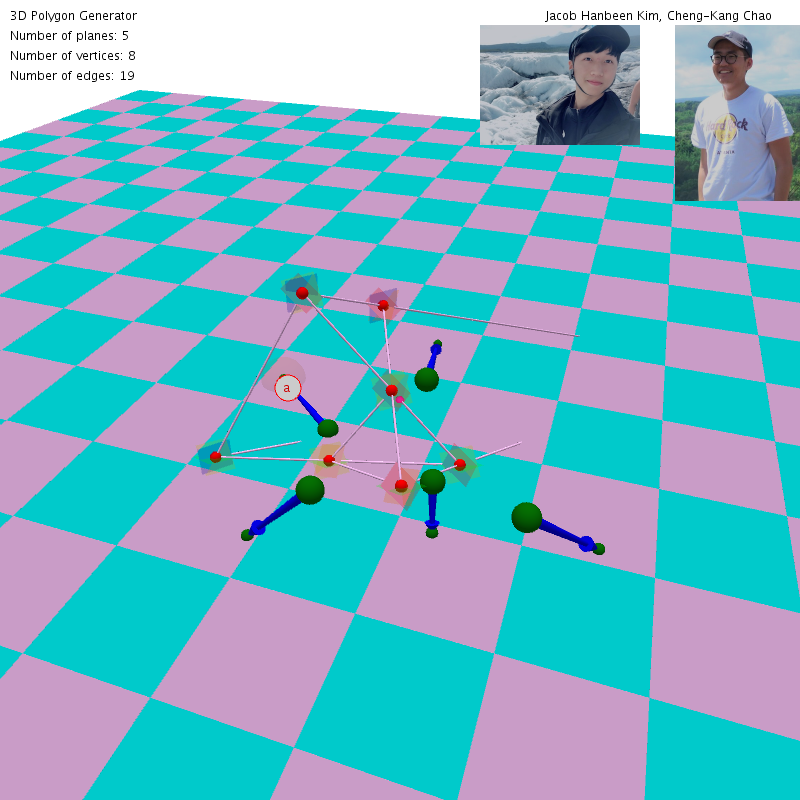 3D Polygon Generator
Jacob Hanbeen Kim, Cheng-Kang Chao
Number of planes: 5
Number of vertices: 8
Number of edges: 19
a